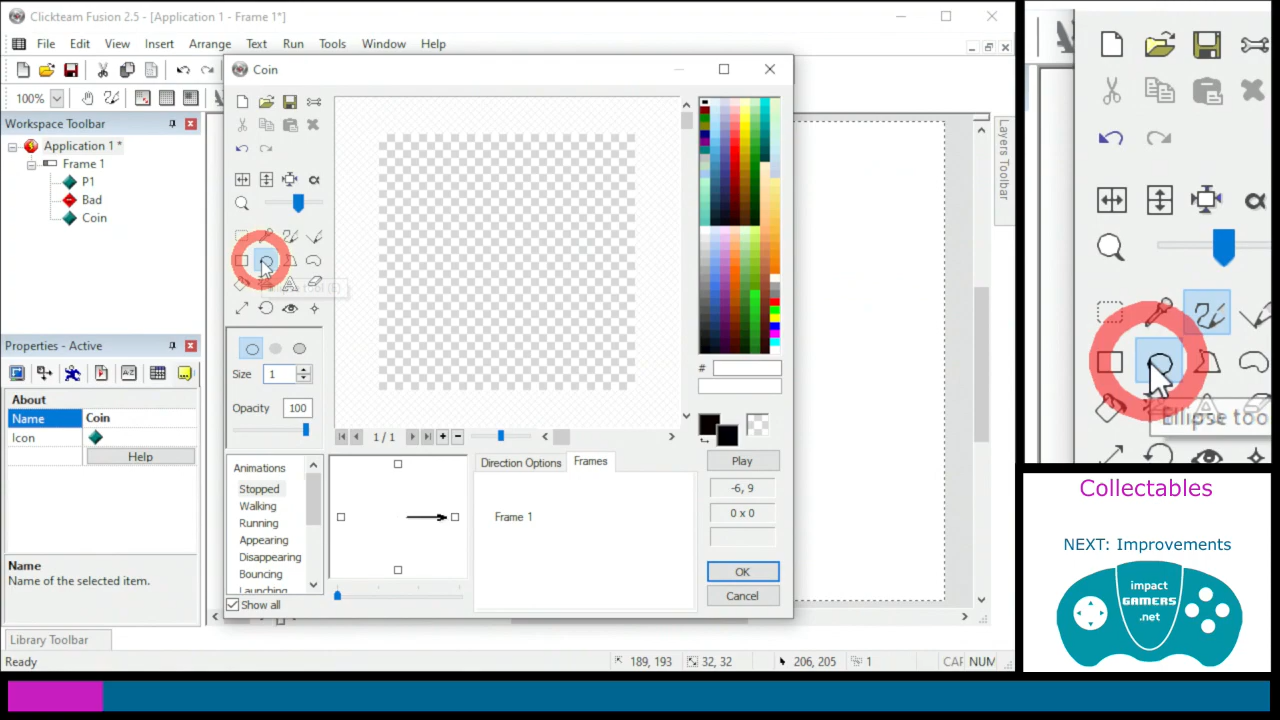 Clickteam Fusion 2.5 - [Application 1 - Frame 1*]
File Edit View Insert Arrange Text Run Tools Window Help
100%
Workspace Toolbar
Application 1 *
Frame 1
P1
Bad
Coin
Properties - Active
About
Name Coin
Icon
Help
Name
Name of the selected item.
Library Toolbar
Ready
189, 193
32, 32
206, 205
1
NUM
Layers Toolbar
Coin
Size 1
Opacity 100
1 / 1
#
Animations
Stopped
Walking
Running
Appearing
Disappearing
Bouncing
Launching
Show all
Direction Options
Frames
Frame 1
Play
-6, 9
0 x 0
OK
Cancel
Ellipse too
Collectables
NEXT: Improvements
impact
GAMERS
.net